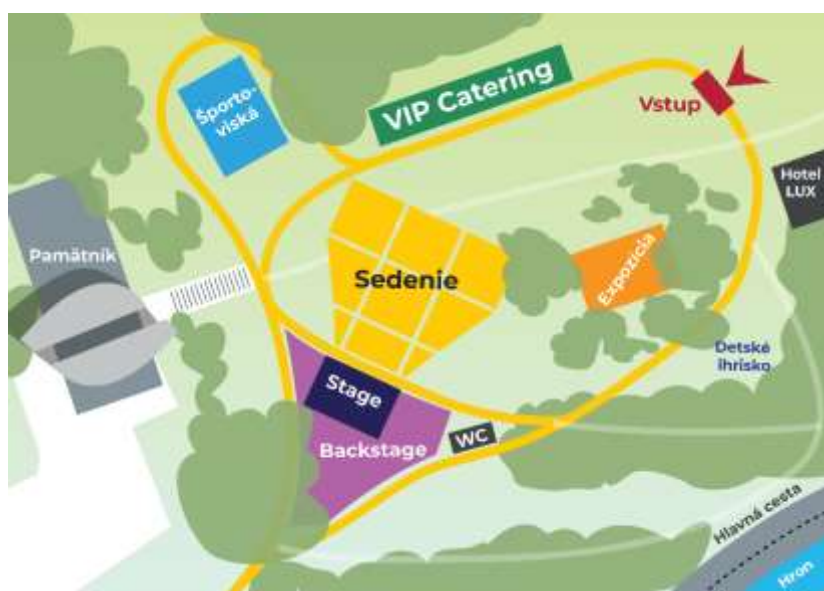 Športo-
viská
VIP Catering
Vstup
Hotel
LUX
Pamätník
Sedenie
Expozícia
Detské
ihrisko
Stage
Backstage
WC
Hlavná cesta
Hron